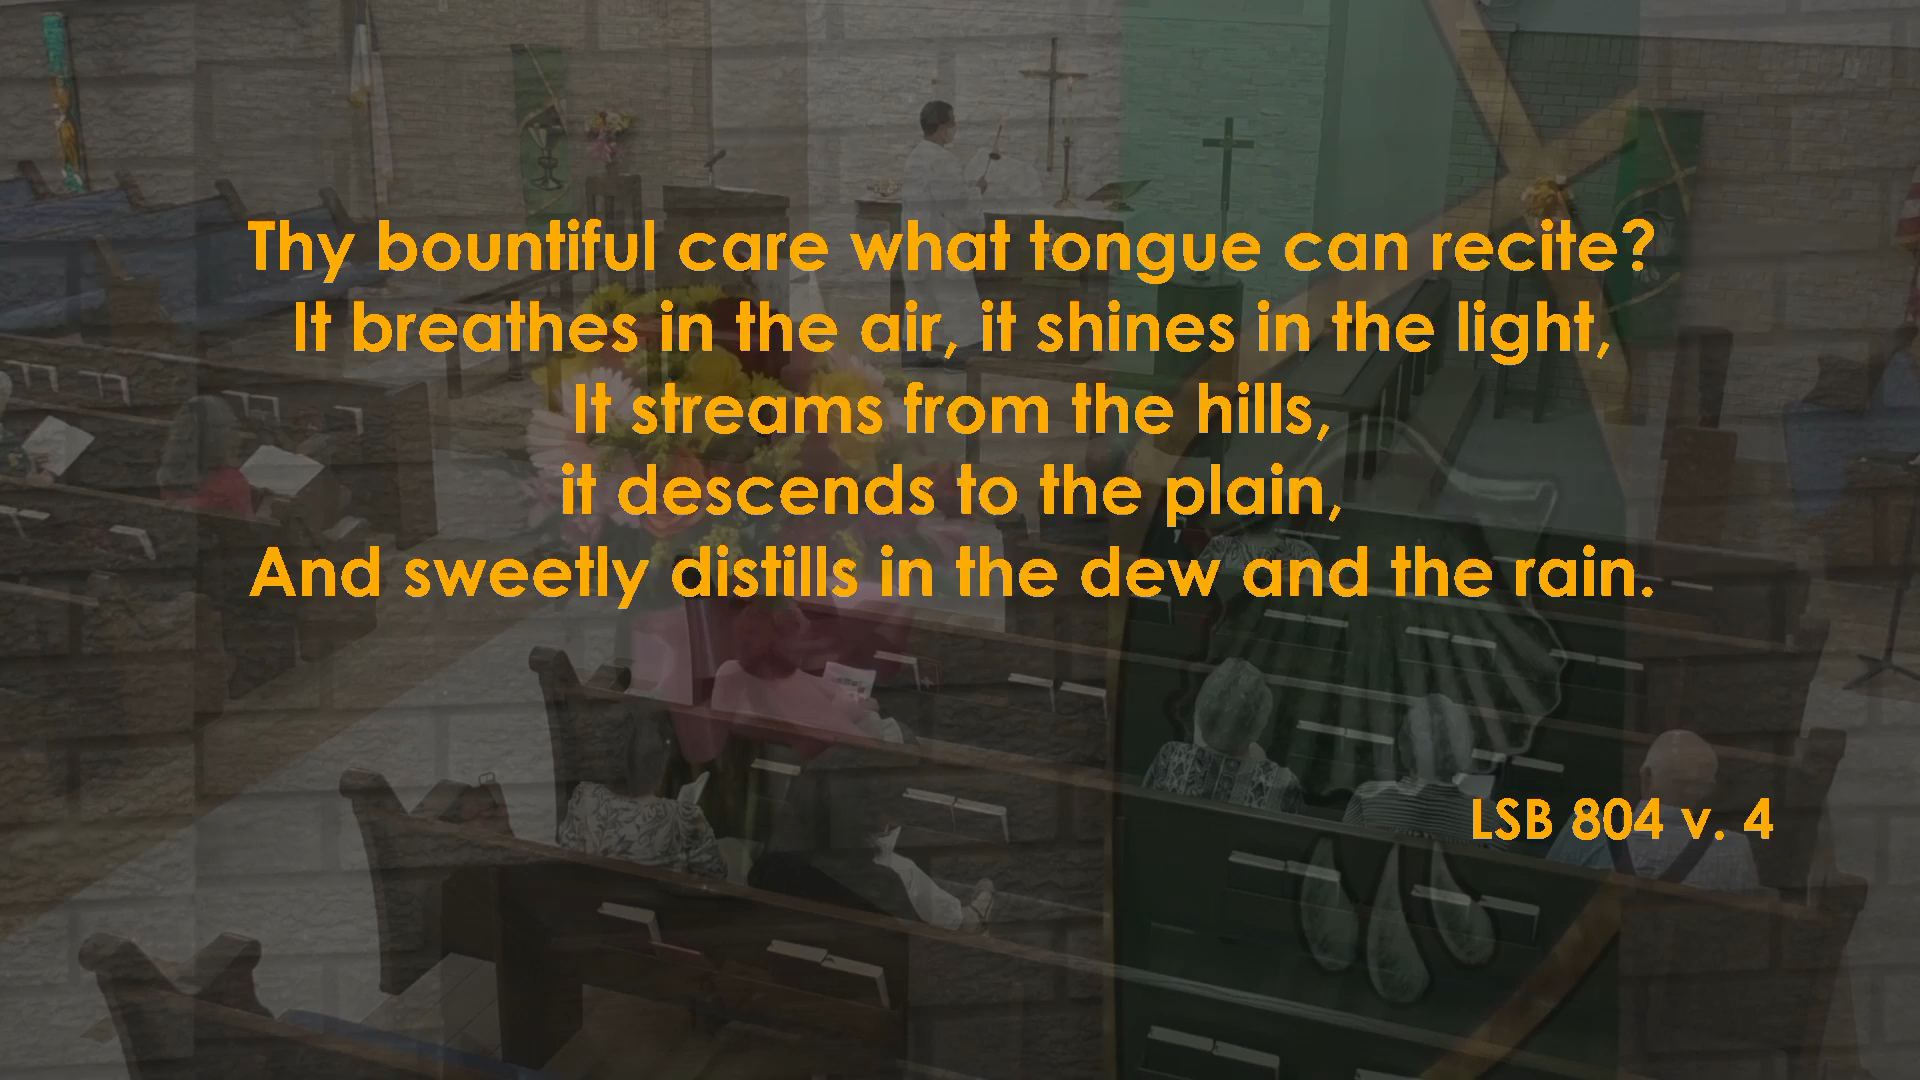 Thy bountiful care what tongue can recite?
It breathes in the air, it shines in the light,
It streams from the hills,
it descends to the plain,
And sweetly distills in the dew and the rain.
LSB 804 v. 4